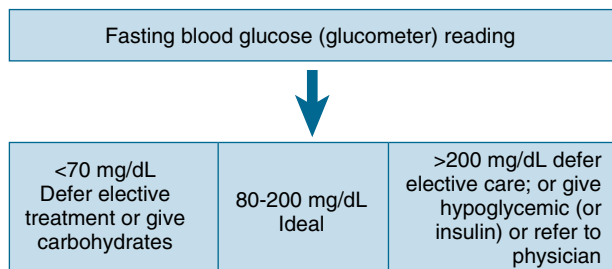 Fasting blood glucose (glucometer) reading
<70 mg/dL
Defer elective
treatment or give
carbohydrates
80-200 mg/dL
Ideal
>200 mg/dL defer
elective care; or give
hypoglycemic (or
insulin) or refer to
physician